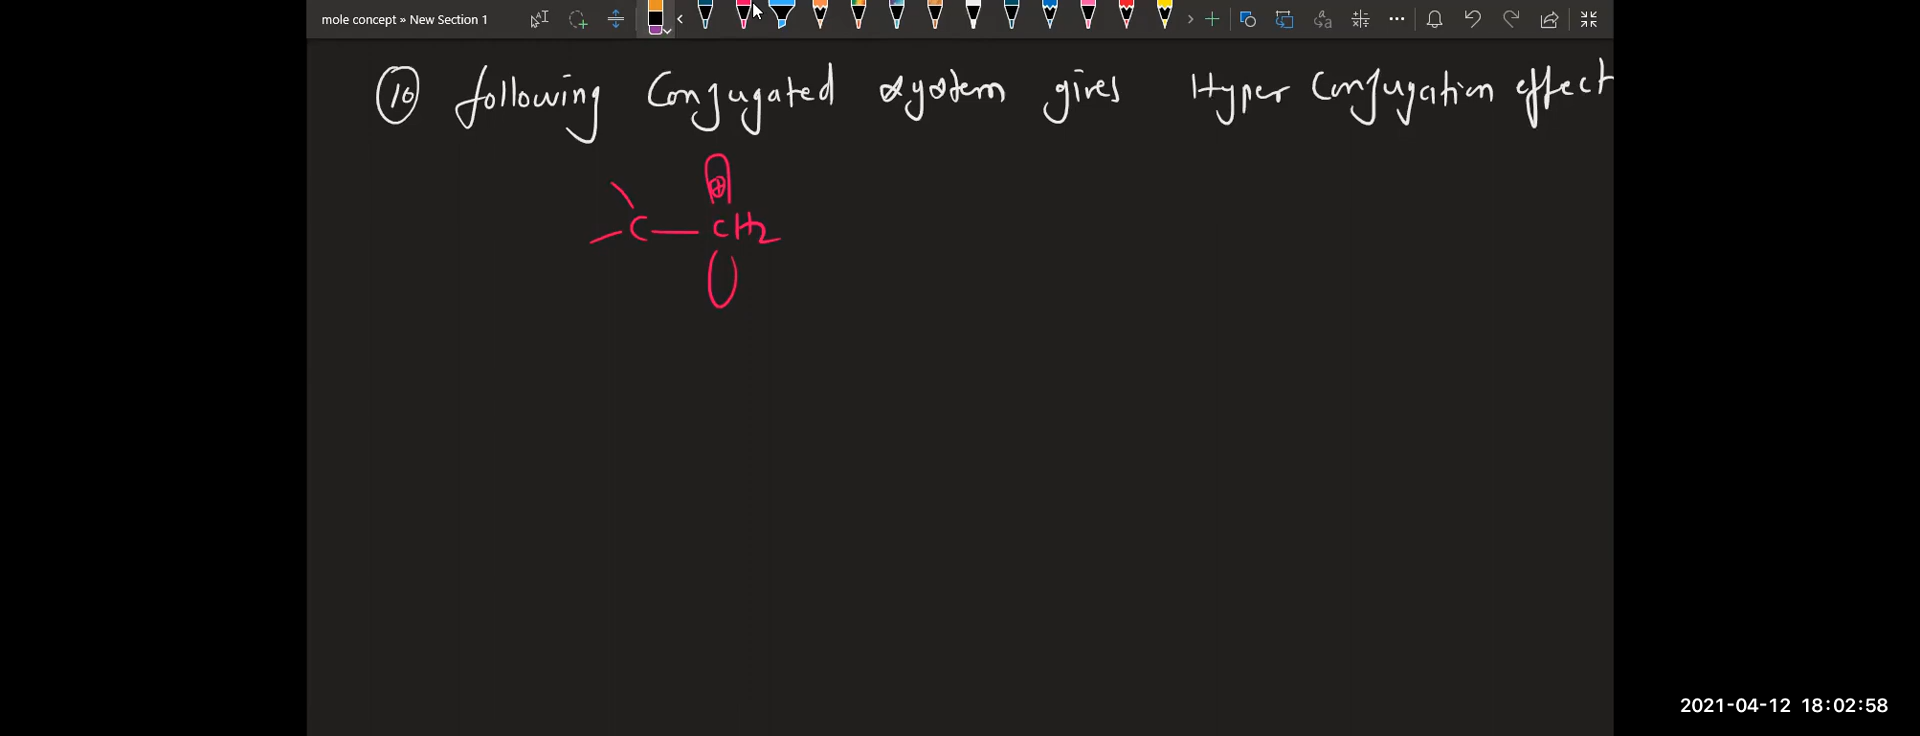 mole concept » New Section 1
10 following Conjugated system gives Hyper Conjugation effect
⊕
C — CH2
2021-04-12 18:02:58